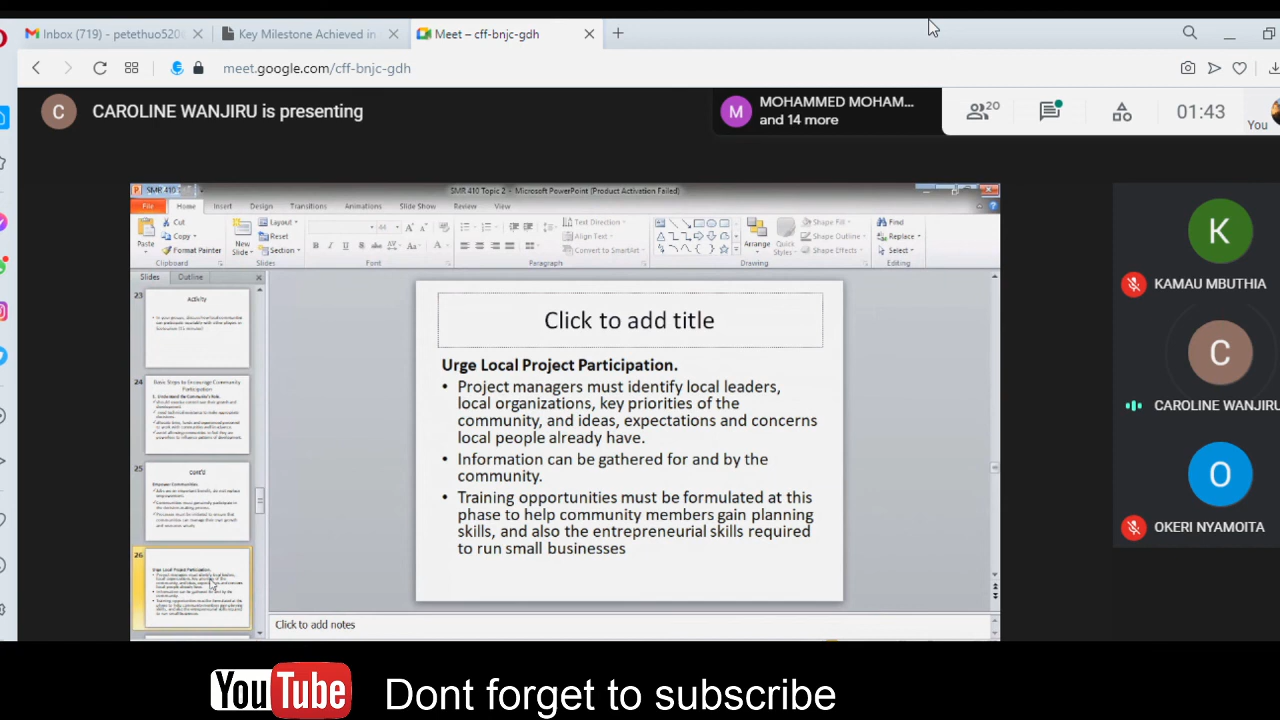 Inbox (719) - petethuo520
Key Milestone Achieved in
Meet – cff-bnjc-gdh
meet.google.com/cff-bnjc-gdh
C
CAROLINE WANJIRU is presenting
M
MOHAMMED MOHAM...
and 14 more
20
01:43
You
SMR 410
SMR 410 Topic 2 - Microsoft PowerPoint (Product Activation Failed)
File
Home
Insert
Design
Transitions
Animations
Slide Show
Review
View
Paste
Cut
Copy
Format Painter
Clipboard
New
Slide
Layout
Reset
Section
Slides
Font
Text Direction
Align Text
Convert to SmartArt
Paragraph
Arrange
Quick
Styles
Shape Fill
Shape Outline
Shape Effects
Drawing
Find
Replace
Select
Editing
Slides
Outline
23
Activity
24
Basic Steps to Encourage Community
Participation
25
Cont'd
Empower Communities
26
Urge Local Project Participation.
Click to add title
Urge Local Project Participation.
• Project managers must identify local leaders,
local organizations, key priorities of the
community, and ideas, expectations and concerns
local people already have.
• Information can be gathered for and by the
community.
• Training opportunities must be formulated at this
phase to help community members gain planning
skills, and also the entrepreneurial skills required
to run small businesses
Click to add notes
K
KAMAU MBUTHIA
C
CAROLINE WANJIRU
O
OKERI NYAMOITA
YouTube
Dont forget to subscribe